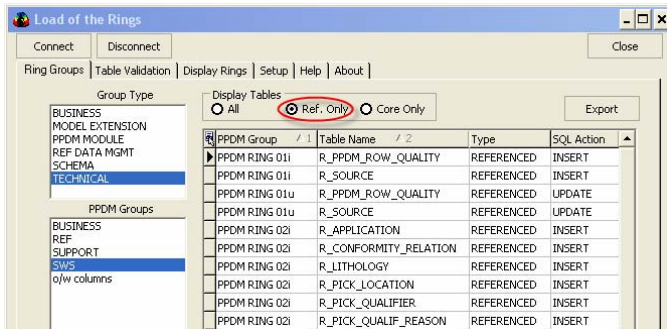 Load of the Rings
Connect Disconnect Close
Ring Groups Table Validation Display Rings Setup Help About
Group Type
BUSINESS
MODEL EXTENSION
PPDM MODULE
REF DATA MGMT
SCHEMA
TECHNICAL
PPDM Groups
BUSINESS
REF
SUPPORT
SWS
o/w columns
Display Tables
All Ref. Only Core Only
Export
PPDM Group / 1 Table Name / 2 Type SQL Action
PPDM RING 01i R_PPDM_ROW_QUALITY REFERENCED INSERT
PPDM RING 01i R_SOURCE REFERENCED INSERT
PPDM RING 01u R_PPDM_ROW_QUALITY REFERENCED UPDATE
PPDM RING 01u R_SOURCE REFERENCED UPDATE
PPDM RING 02i R_APPLICATION REFERENCED INSERT
PPDM RING 02i R_CONFORMITY_RELATION REFERENCED INSERT
PPDM RING 02i R_LITHOLOGY REFERENCED INSERT
PPDM RING 02i R_PICK_LOCATION REFERENCED INSERT
PPDM RING 02i R_PICK_QUALIFIER REFERENCED INSERT
PPDM RING 02i R_PICK_QUALIF_REASON REFERENCED INSERT